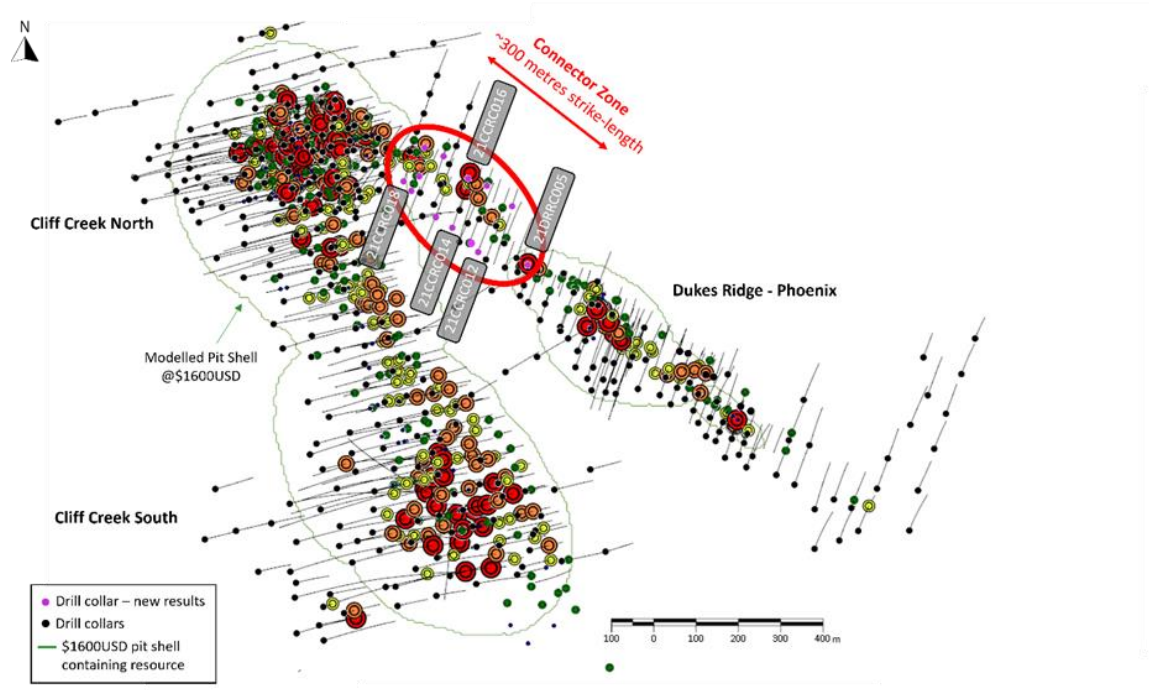 N
Connector Zone
~300 metres strike-length
21CCRC016
21DRRC005
21CCRC018
21CCRC014
21CCRC012
Cliff Creek North
Dukes Ridge - Phoenix
Modelled Pit Shell
@$1600USD
Cliff Creek South
Drill collar – new results
Drill collars
$1600USD pit shell
containing resource
100 0 100 200 300 400 m